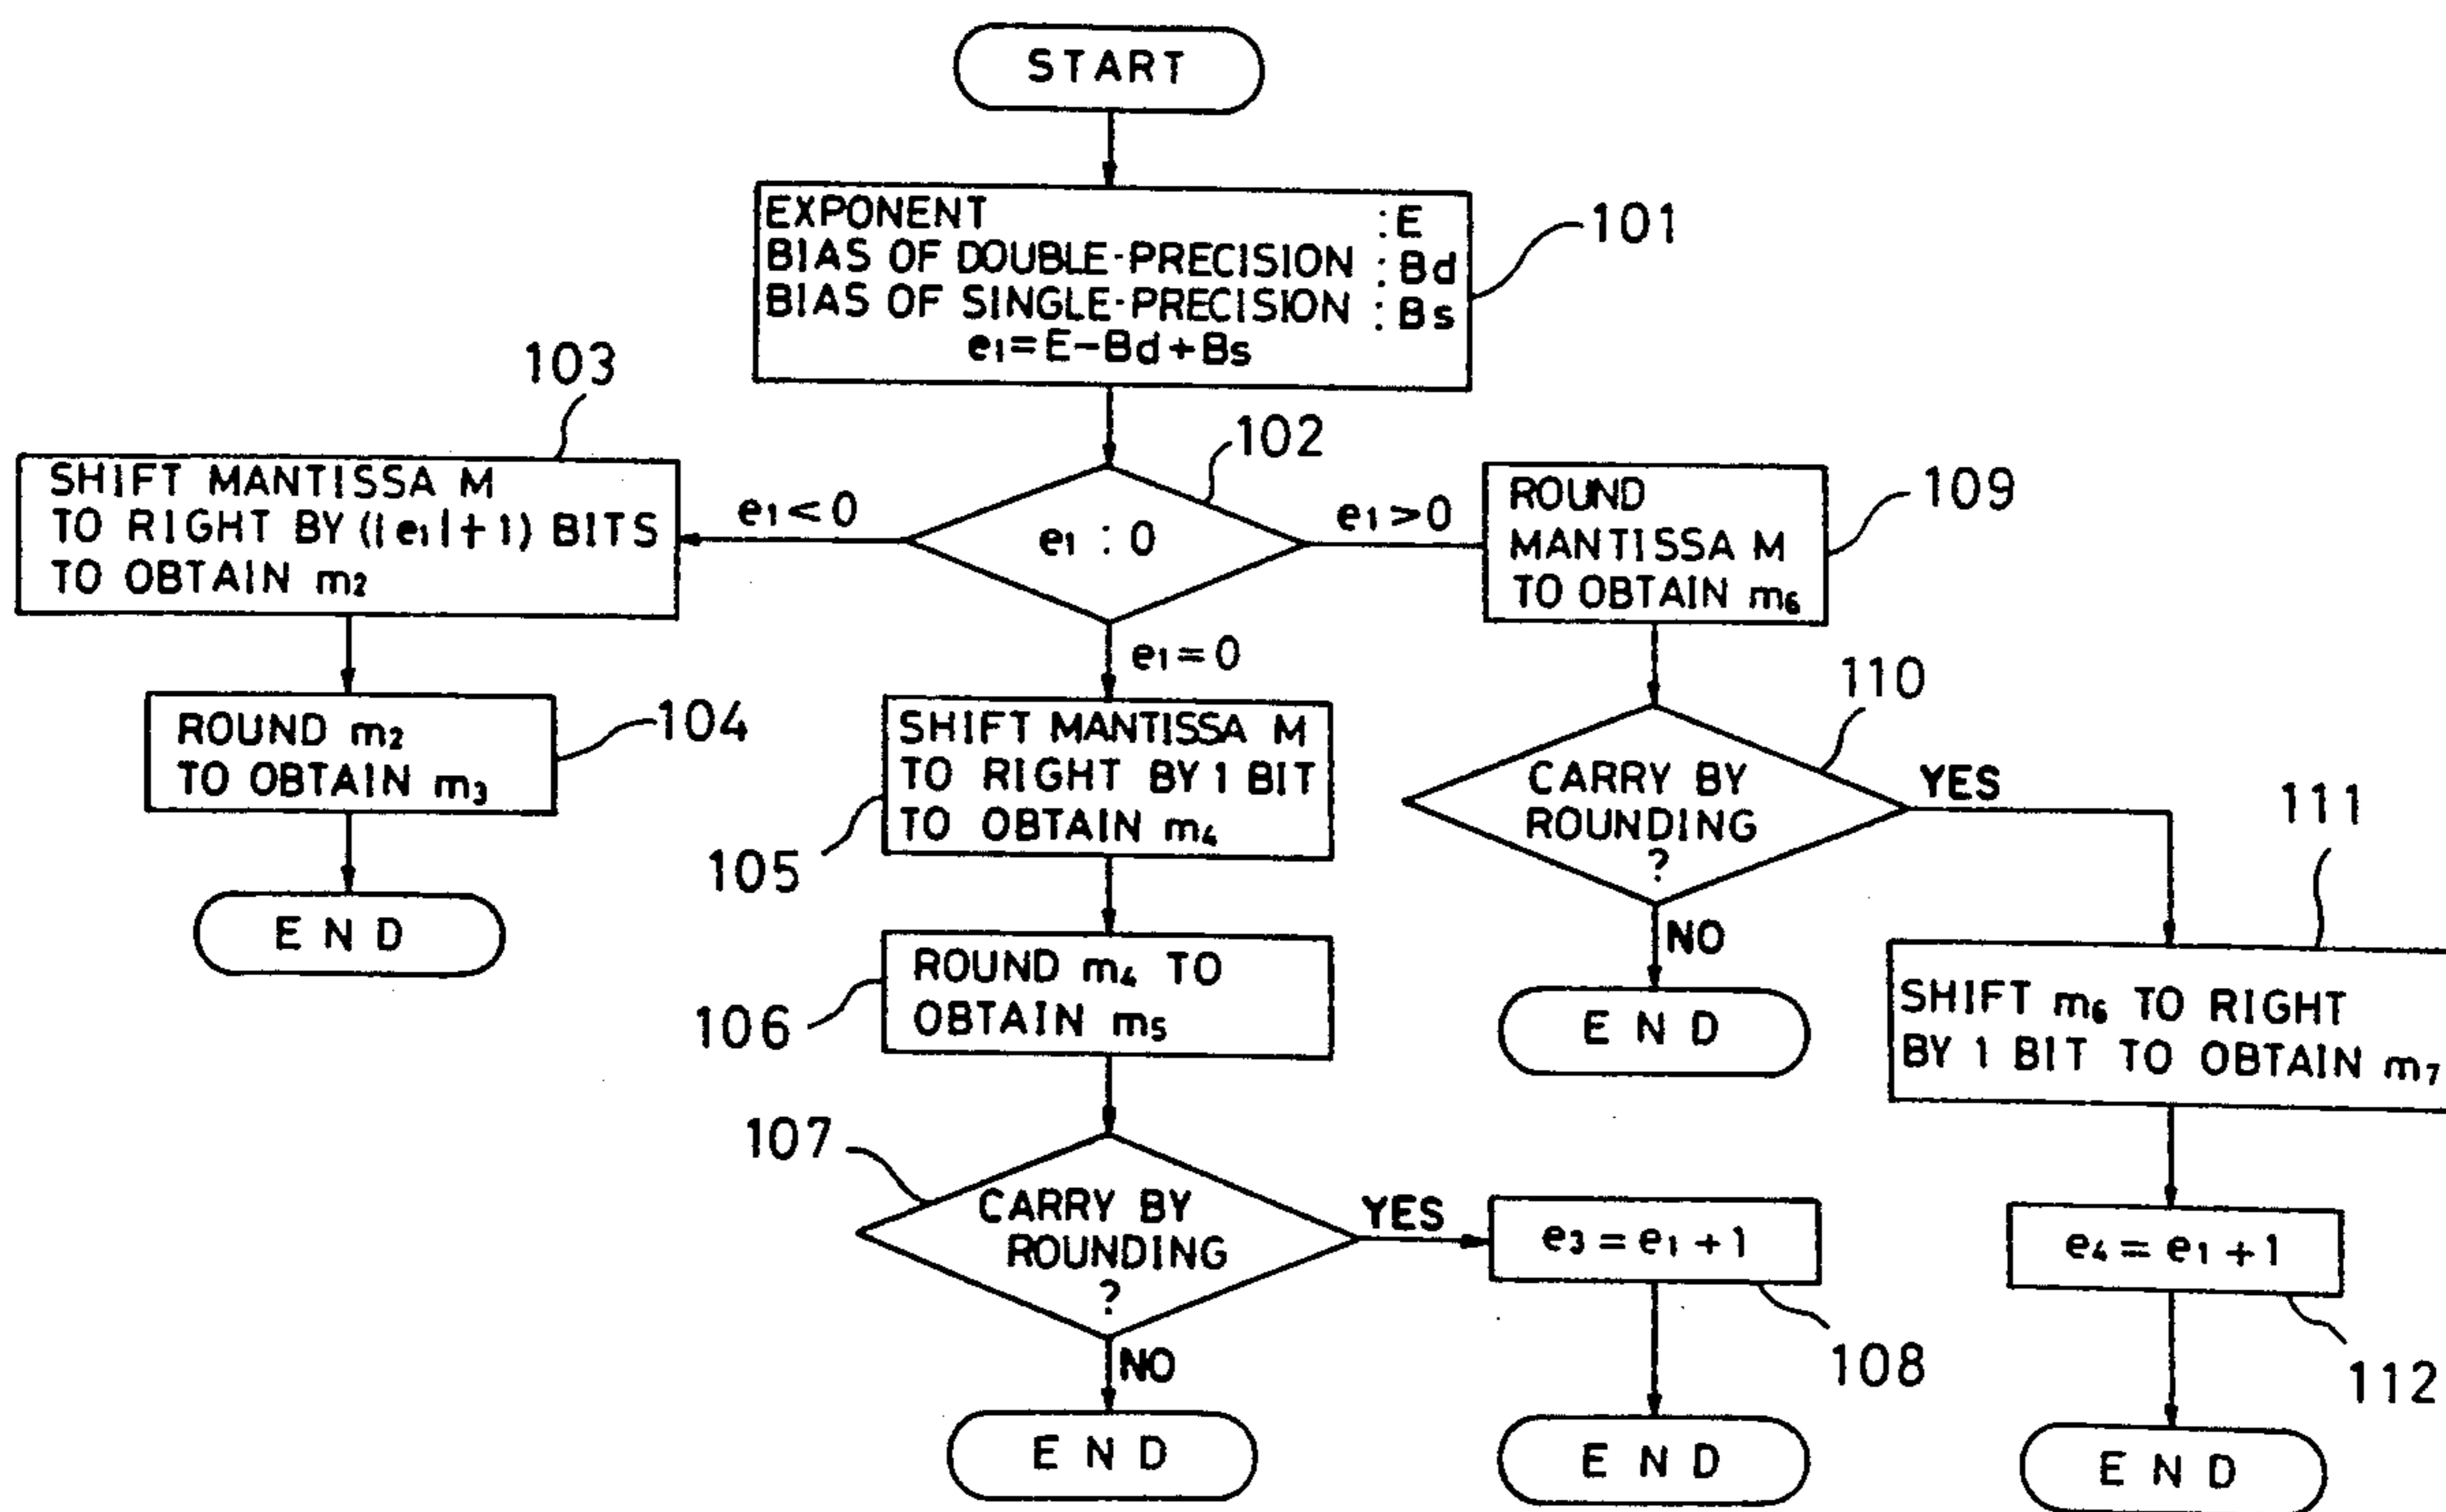 START
EXPONENT :E
BIAS OF DOUBLE-PRECISION :Bd
BIAS OF SINGLE-PRECISION :Bs
e₁=E-Bd+Bs
101
102
e₁ : 0
e₁<0
e₁>0
e₁=0
103
SHIFT MANTISSA M
TO RIGHT BY (|e₁|+1) BITS
TO OBTAIN m₂
ROUND m₂
TO OBTAIN m₃
104
END
SHIFT MANTISSA M
TO RIGHT BY 1 BIT
TO OBTAIN m₄
105
ROUND m₄ TO
OBTAIN m₅
106
107
CARRY BY
ROUNDING
?
YES
NO
END
e₃=e₁+1
108
END
ROUND
MANTISSA M
TO OBTAIN m₆
109
110
CARRY BY
ROUNDING
?
YES
NO
END
111
SHIFT m₆ TO RIGHT
BY 1 BIT TO OBTAIN m₇
e₄=e₁+1
112
END